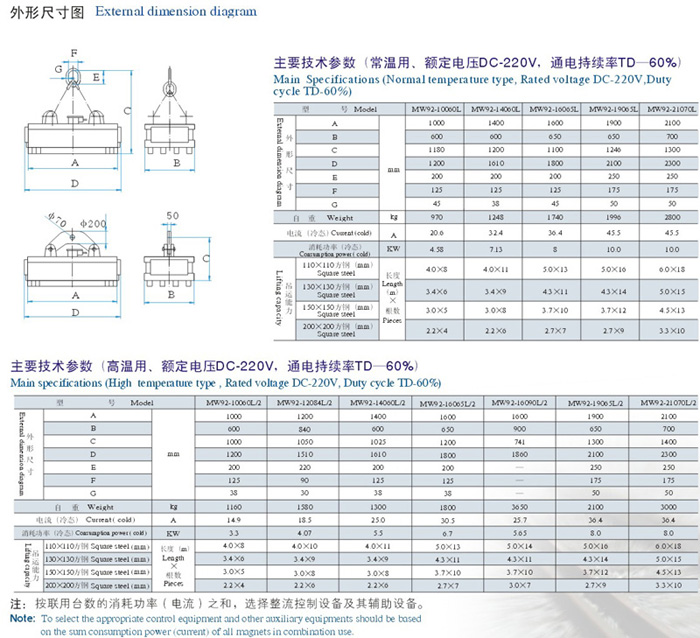 外形尺寸图 External dimension diagram
F
G
E
C
A
B
D
φ70
φ200
50
C
A
B
D
主要技术参数（常温用、额定电压DC-220V，通电持续率TD—60%）
Main Specifications (Normal temperature type, Rated voltage DC-220V,Duty
cycle TD-60%)
型 号 Model MW92-10060L MW92-14060L MW92-16065L MW92-19065L MW92-21070L
External dimension diagram 外形尺寸 mm
A 1000 1400 1600 1900 2100
B 600 600 650 650 700
C 1180 1200 1100 1246 1300
D 1200 1610 1800 2100 2300
E 200 200 200 250 250
F 125 125 125 175 175
G 45 38 45 50 50
自 重 Weight kg 970 1248 1740 1996 2800
电流（冷态）Cuurent(cold) A 20.6 32.4 36.4 45.5 45.5
消耗功率（冷态）
Consumption power( cold) KW 4.58 7.13 8 10.0 10.0
Lifting capacity 吊运能力
长度 Length (m) × 根数 Pieces
110×110方钢（mm）
Square steel 4.0×8 4.0×11 5.0×13 5.0×16 6.0×18
130×130方钢（mm）
Square steel 3.4×6 3.4×9 4.3×11 4.3×14 5.0×15
150×150方钢（mm）
Square steel 3.0×5 3.0×8 3.7×10 3.7×12 4.5×13
200×200方钢（mm）
Square steel 2.2×4 2.2×6 2.7×7 2.7×9 3.3×10
主要技术参数（高温用、额定电压DC-220V，通电持续率TD—60%）
Main specifications (High temperature type , Rated voltage DC-220V, Duty cycle TD-60%)
型 号 Model MW92-10060L/2 MW92-12084L/2 MW92-14060L/2 MW92-16065L/2 MW92-16090L/2 MW92-19065L/2 MW92-21070L/2
External dimension diagram 外形尺寸 mm
A 1000 1200 1400 1600 1600 1900 2100
B 600 840 600 650 900 650 700
C 1000 1050 1025 1200 741 1300 1400
D 1200 1510 1610 1800 1860 2100 2300
E 200 220 200 200 — 250 250
F 125 90 125 125 — 175 175
G 38 30 38 38 — 50 50
自 重 Weight kg 1160 1580 1300 1800 3650 2100 3000
电流（冷态） Cuurent( cold) A 14.9 18.5 25.0 30.5 25.7 36.4 36.4
消耗功率（冷态）Consumption power( cold) KW 3.3 4.07 5.5 6.7 5.65 8.0 8.0
Lifting capacity 吊运能力
长度（m） Length × 根数 Pieces
110×110方钢 Square steel (mm) 4.0×8 4.0×10 4.0×11 5.0×13 5.0×14 5.0×16 6.0×18
130×130方钢 Square steel (mm) 3.4×6 3.4×9 3.4×9 4.3×11 4.3×11 4.3×14 5.0×15
150×150方钢 Square steel (mm) 3.0×5 3.0×8 3.0×8 3.7×10 3.7×10 3.7×12 4.5×13
200×200方钢 Square steel (mm) 2.2×4 2.2×6 2.2×6 2.7×7 3.0×7 2.7×9 3.3×10
注：按联用台数的消耗功率（电流）之和，选择整流控制设备及其辅助设备。
Note: To select the appropriate control equipment and other auxiliary equipments should be based
on the sum consumption power (current) of all magnets in combination use.